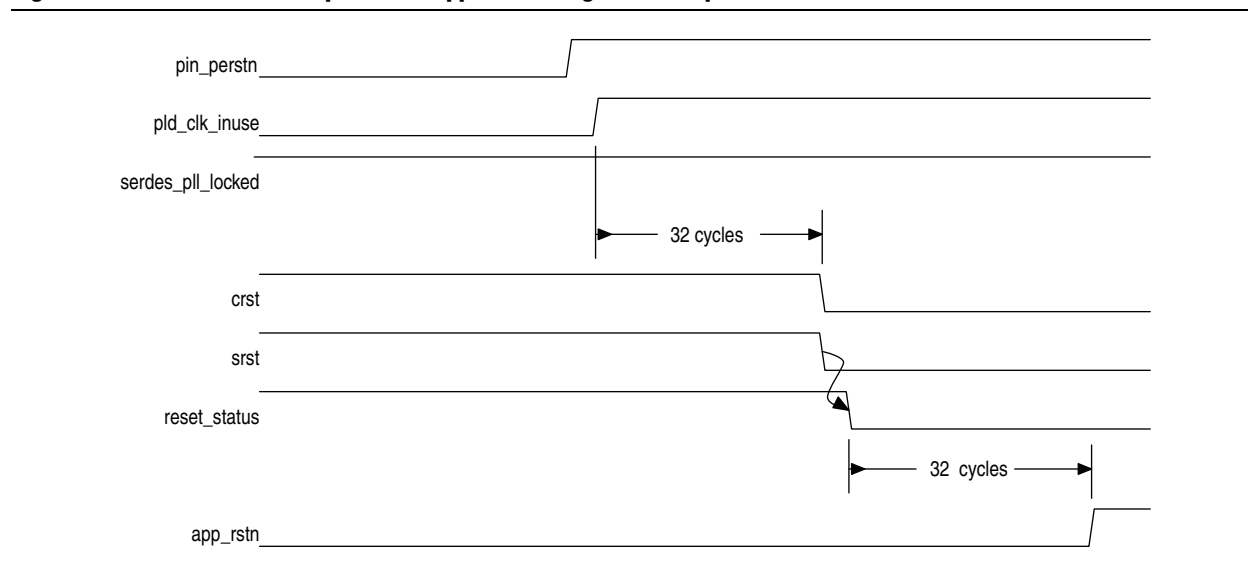 pin_perstn
pld_clk_inuse
serdes_pll_locked
32 cycles
crst
srst
reset_status
32 cycles
app_rstn